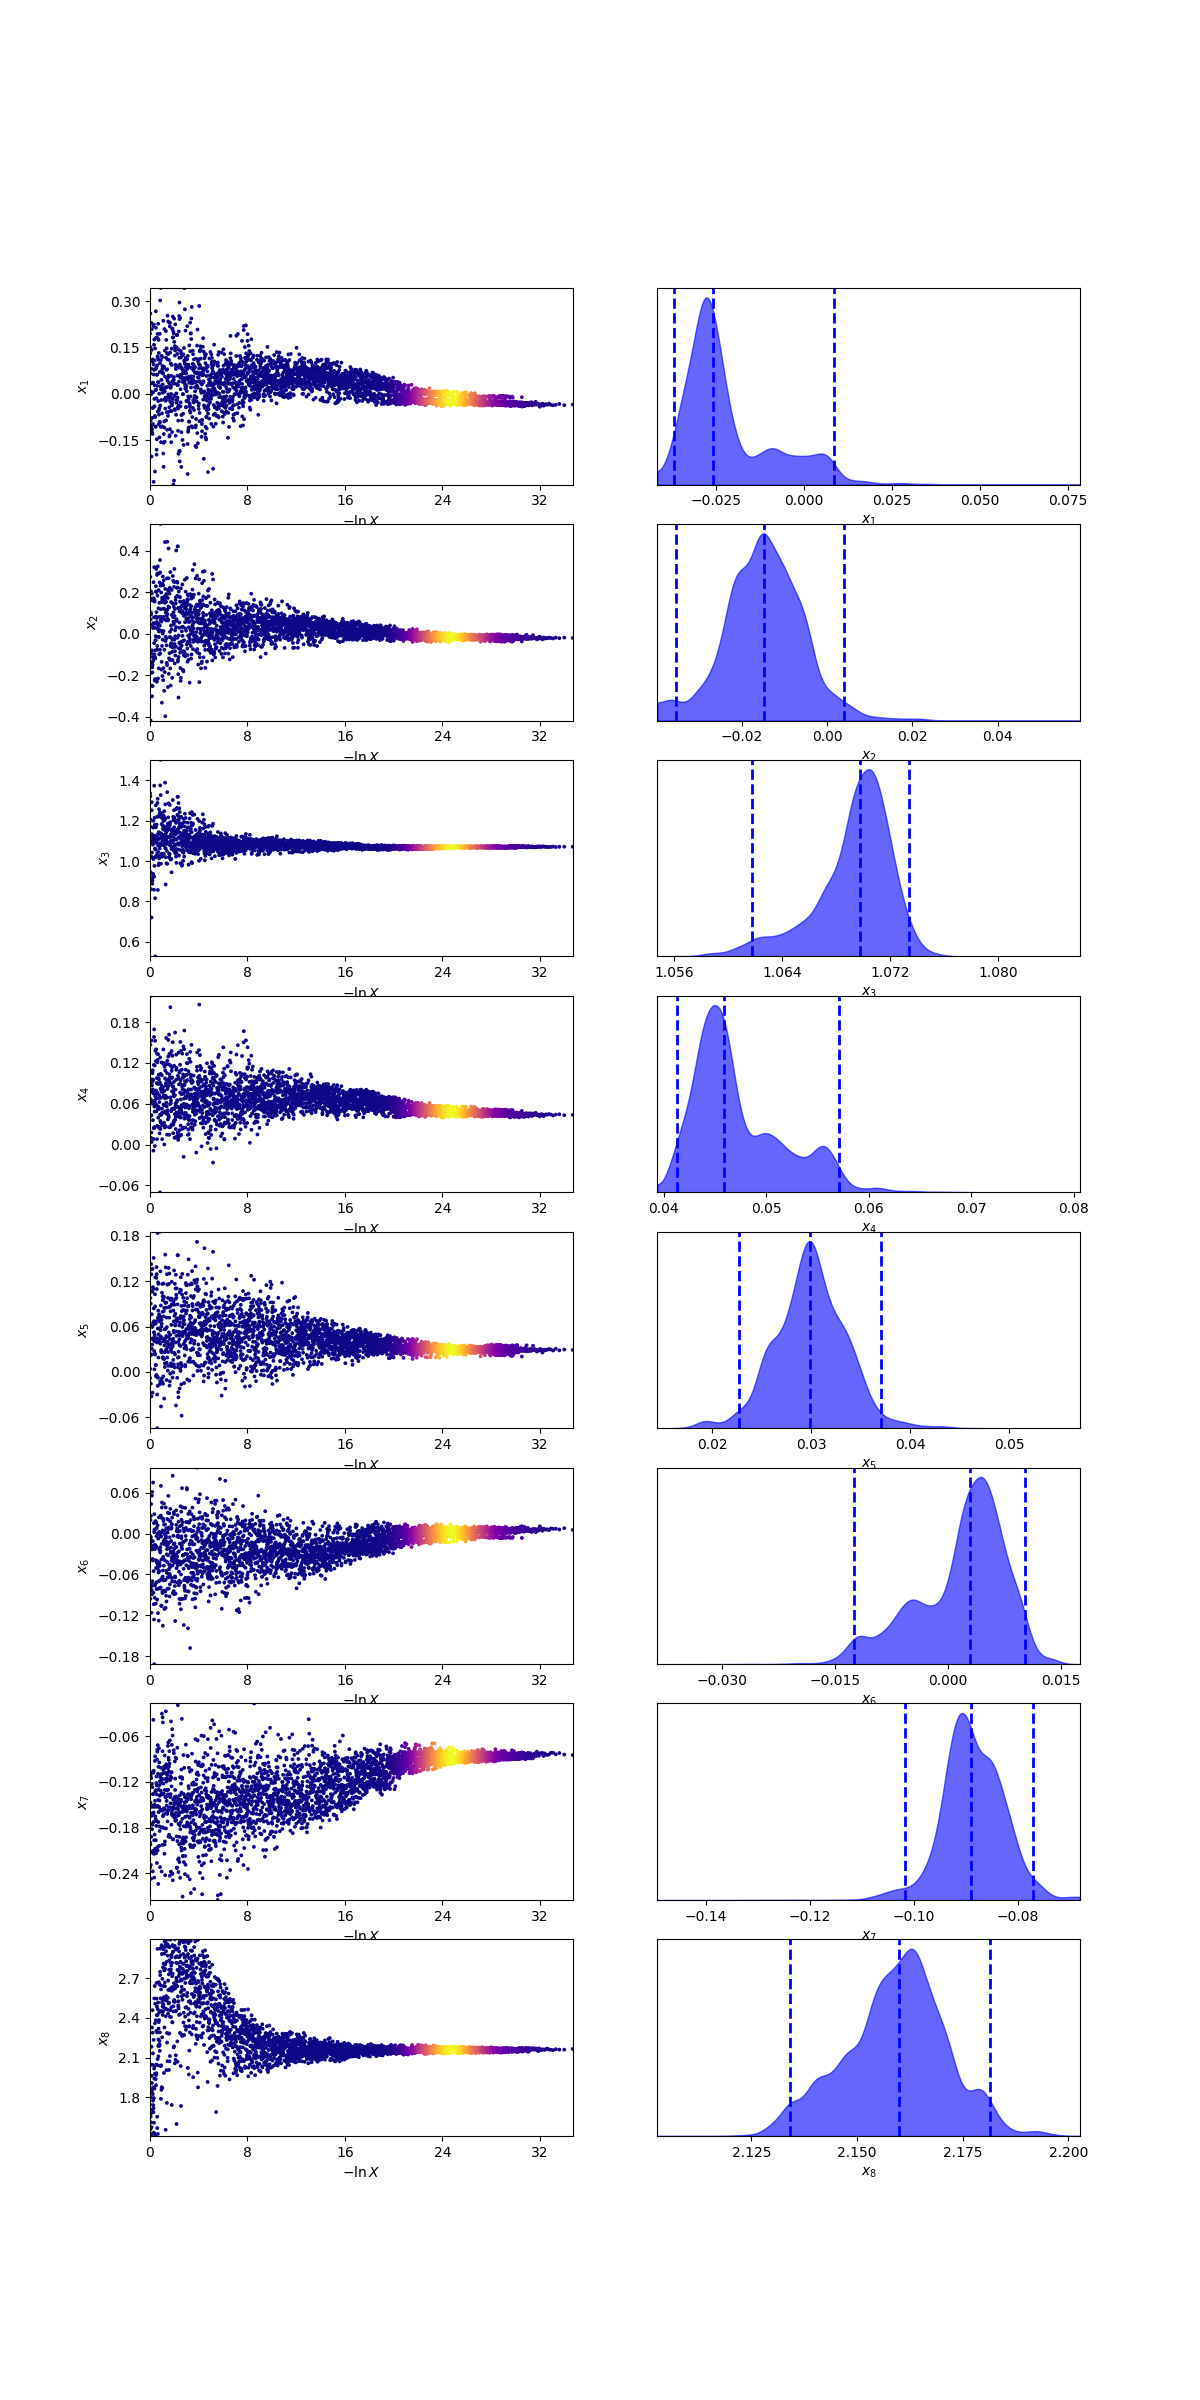 0.30
0.15
0.00
−0.15
x₁
0 8 16 24 32
−ln X
−0.025 0.000 0.025 0.050 0.075
x₁
0.4
0.2
0.0
−0.2
−0.4
x₂
0 8 16 24 32
−ln X
−0.02 0.00 0.02 0.04
x₂
1.4
1.2
1.0
0.8
0.6
x₃
0 8 16 24 32
−ln X
1.056 1.064 1.072 1.080
x₃
0.18
0.12
0.06
0.00
−0.06
x₄
0 8 16 24 32
−ln X
0.04 0.05 0.06 0.07 0.08
x₄
0.18
0.12
0.06
0.00
−0.06
x₅
0 8 16 24 32
−ln X
0.02 0.03 0.04 0.05
x₅
0.06
0.00
−0.06
−0.12
−0.18
x₆
0 8 16 24 32
−ln X
−0.030 −0.015 0.000 0.015
x₆
−0.06
−0.12
−0.18
−0.24
x₇
0 8 16 24 32
−ln X
−0.14 −0.12 −0.10 −0.08
x₇
2.7
2.4
2.1
1.8
x₈
0 8 16 24 32
−ln X
2.125 2.150 2.175 2.200
x₈